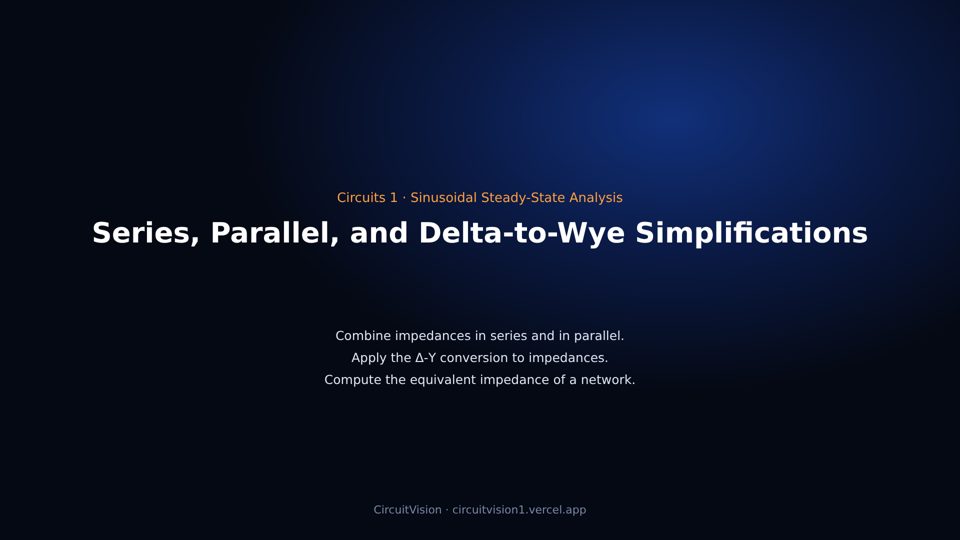 Circuits 1 · Sinusoidal Steady-State Analysis
Series, Parallel, and Delta-to-Wye Simplifications
Combine impedances in series and in parallel.
Apply the Δ-Y conversion to impedances.
Compute the equivalent impedance of a network.
CircuitVision · circuitvision1.vercel.app